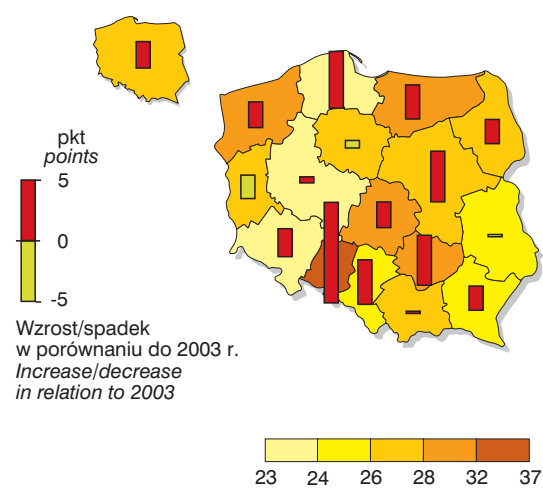 pkt
points
5
0
-5
Wzrost/spadek
w porównaniu do 2003 r.
Increase/decrease
in relation to 2003
23 24 26 28 32 37